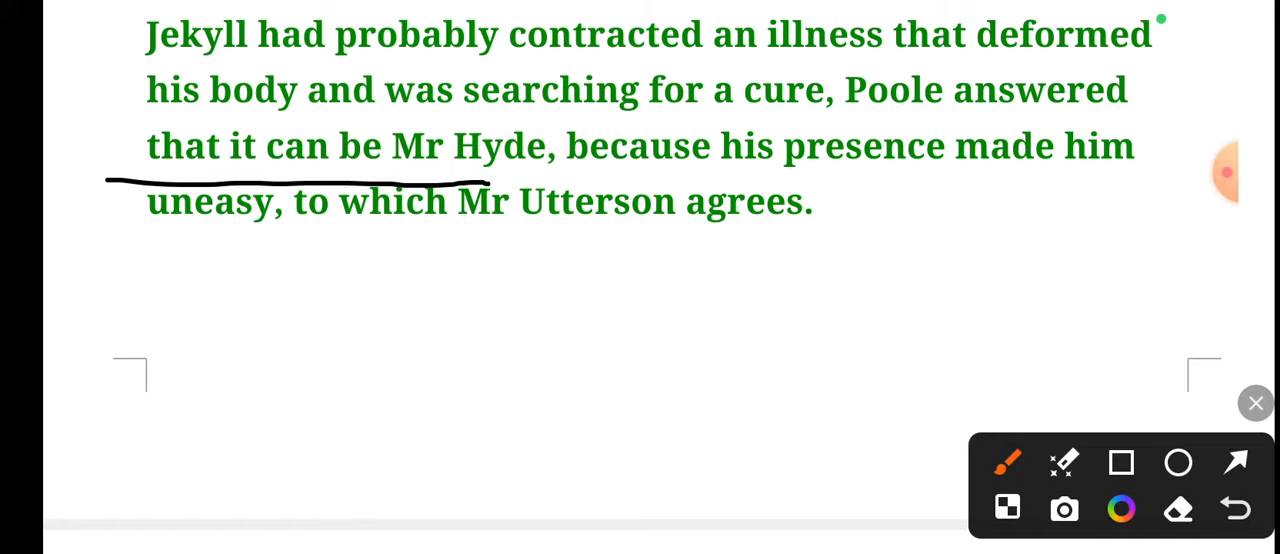 Jekyll had probably contracted an illness that deformed
his body and was searching for a cure, Poole answered
that it can be Mr Hyde, because his presence made him
uneasy, to which Mr Utterson agrees.